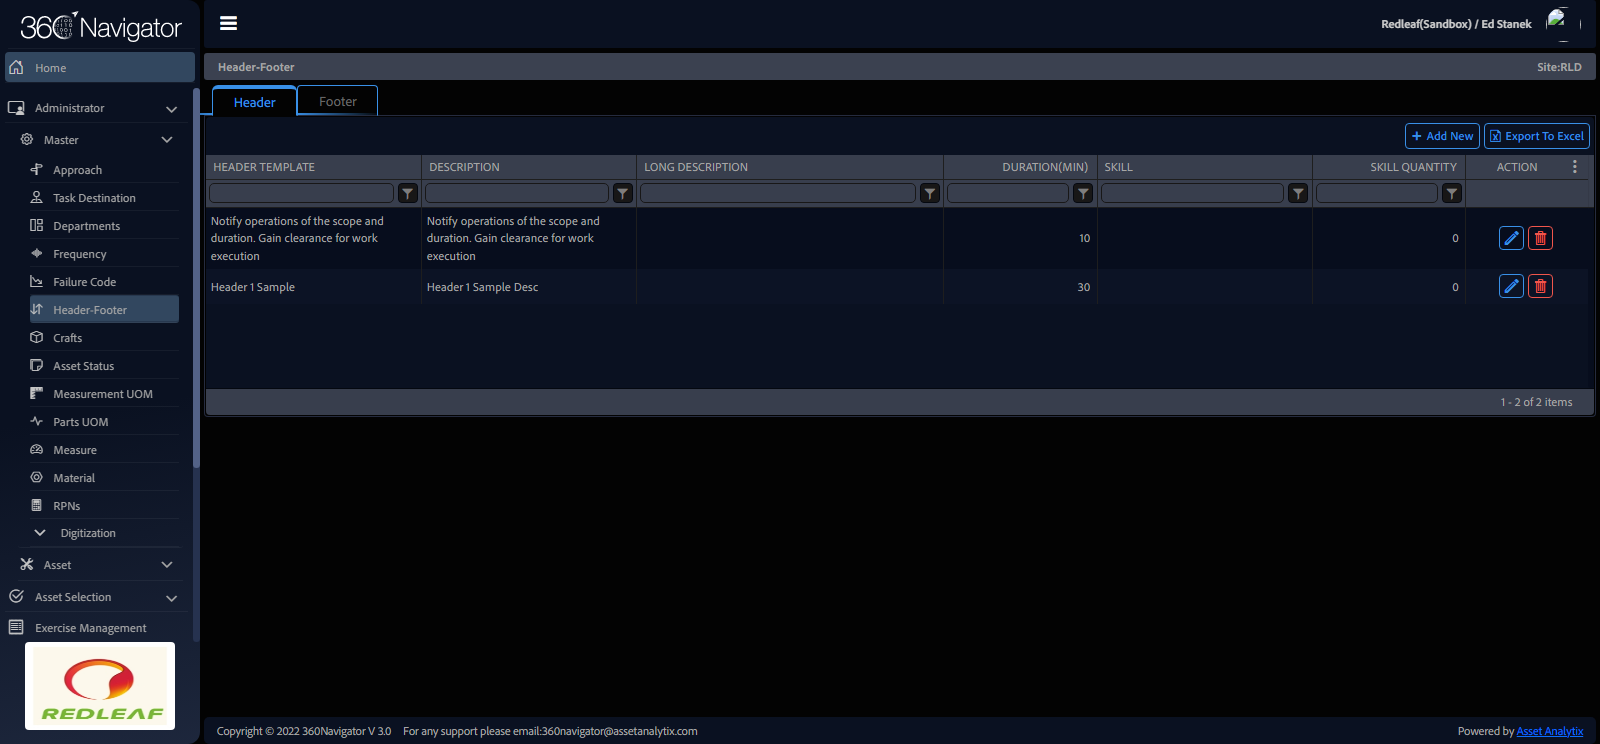 360 Navigator
Redleaf(Sandbox) / Ed Stanek
Home
Administrator
Master
Approach
Task Destination
Departments
Frequency
Failure Code
Header-Footer
Crafts
Asset Status
Measurement UOM
Parts UOM
Measure
Material
RPNs
Digitization
Asset
Asset Selection
Exercise Management
REDLEAF
Header-Footer Site:RLD
Header Footer
Add New Export To Excel
HEADER TEMPLATE DESCRIPTION LONG DESCRIPTION DURATION(MIN) SKILL SKILL QUANTITY ACTION
Notify operations of the scope and
duration. Gain clearance for work
execution
Notify operations of the scope and
duration. Gain clearance for work
execution
10 0
Header 1 Sample Header 1 Sample Desc 30 0
1 - 2 of 2 items
Copyright © 2022 360Navigator V 3.0 For any support please email:360navigator@assetanalytix.com Powered by Asset Analytix